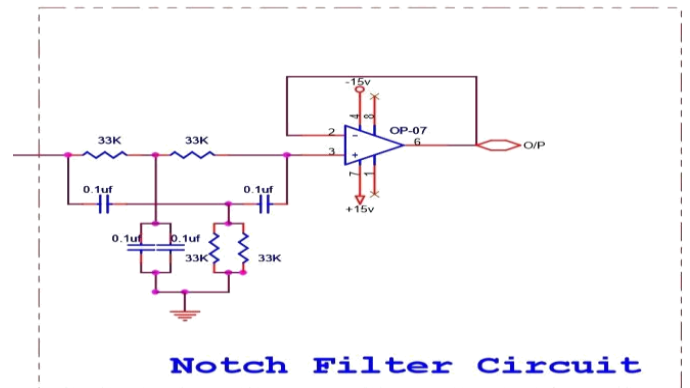 -15v
4
8
OP-07
33K
33K
2
-
6
O/P
3
+
7
1
0.1uf
0.1uf
+15v
0.1uf
0.1uf
33K
33K
Notch Filter Circuit